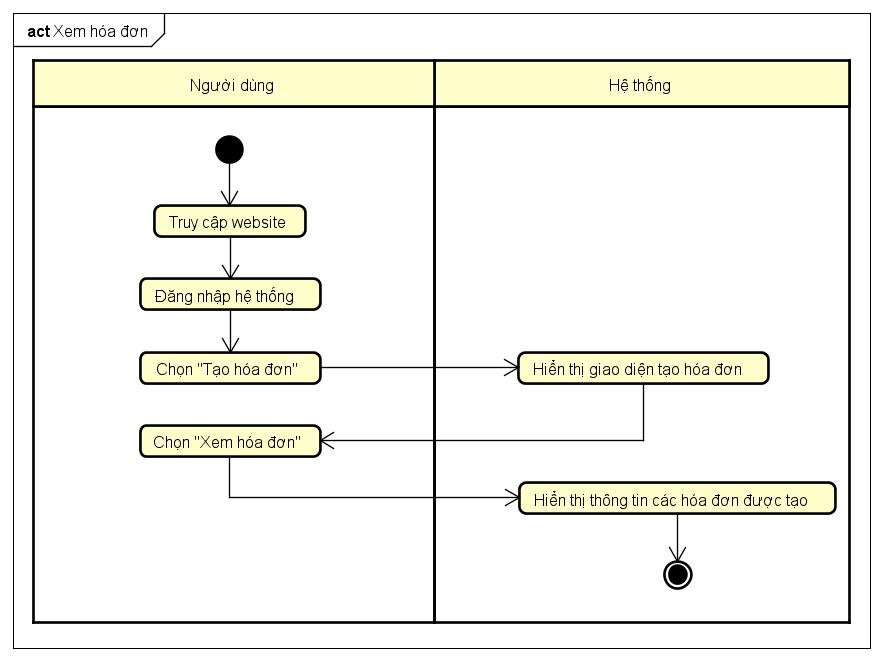 act Xem hóa đơn
Người dùng
Hệ thống
Truy cập website
Đăng nhập hệ thống
Chọn "Tạo hóa đơn"
Hiển thị giao diện tạo hóa đơn
Chọn "Xem hóa đơn"
Hiển thị thông tin các hóa đơn được tạo